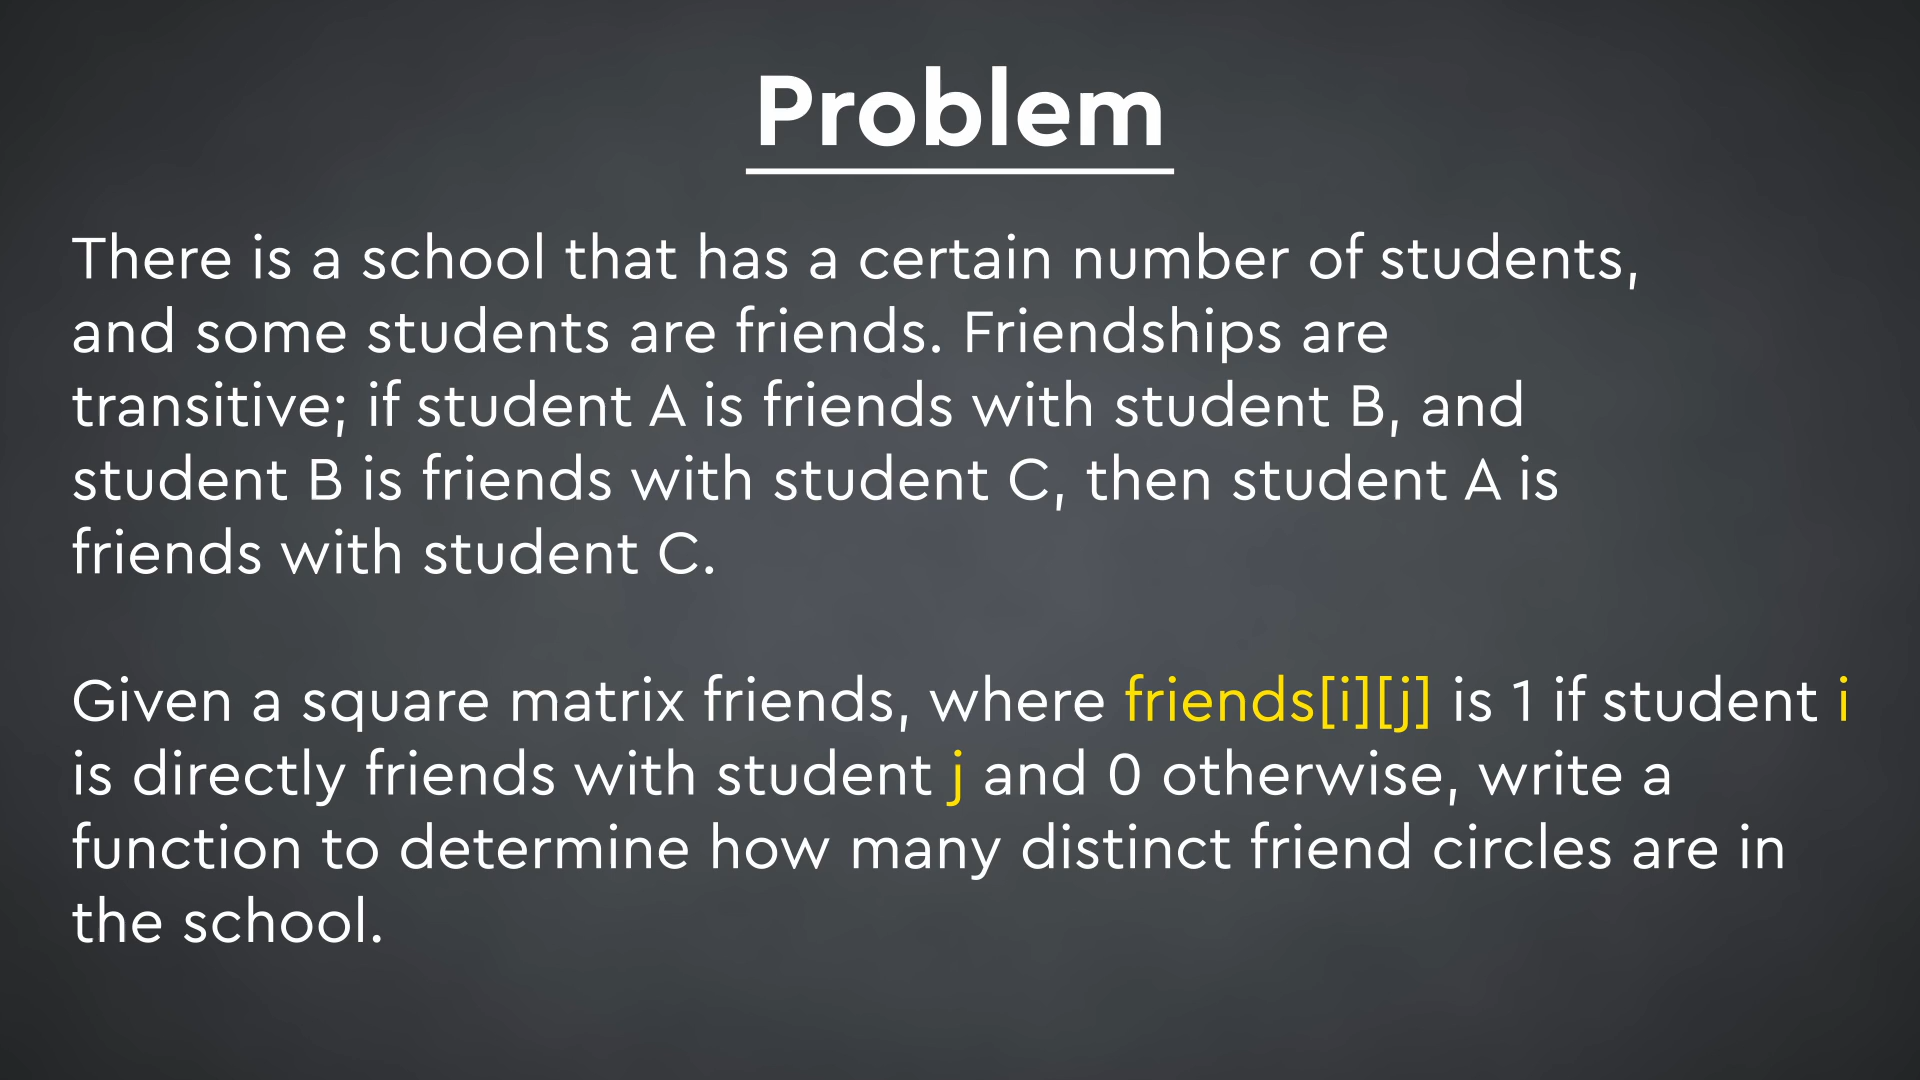 Problem
There is a school that has a certain number of students,
and some students are friends. Friendships are
transitive; if student A is friends with student B, and
student B is friends with student C, then student A is
friends with student C.
Given a square matrix friends, where friends[i][j] is 1 if student i
is directly friends with student j and 0 otherwise, write a
function to determine how many distinct friend circles are in
the school.